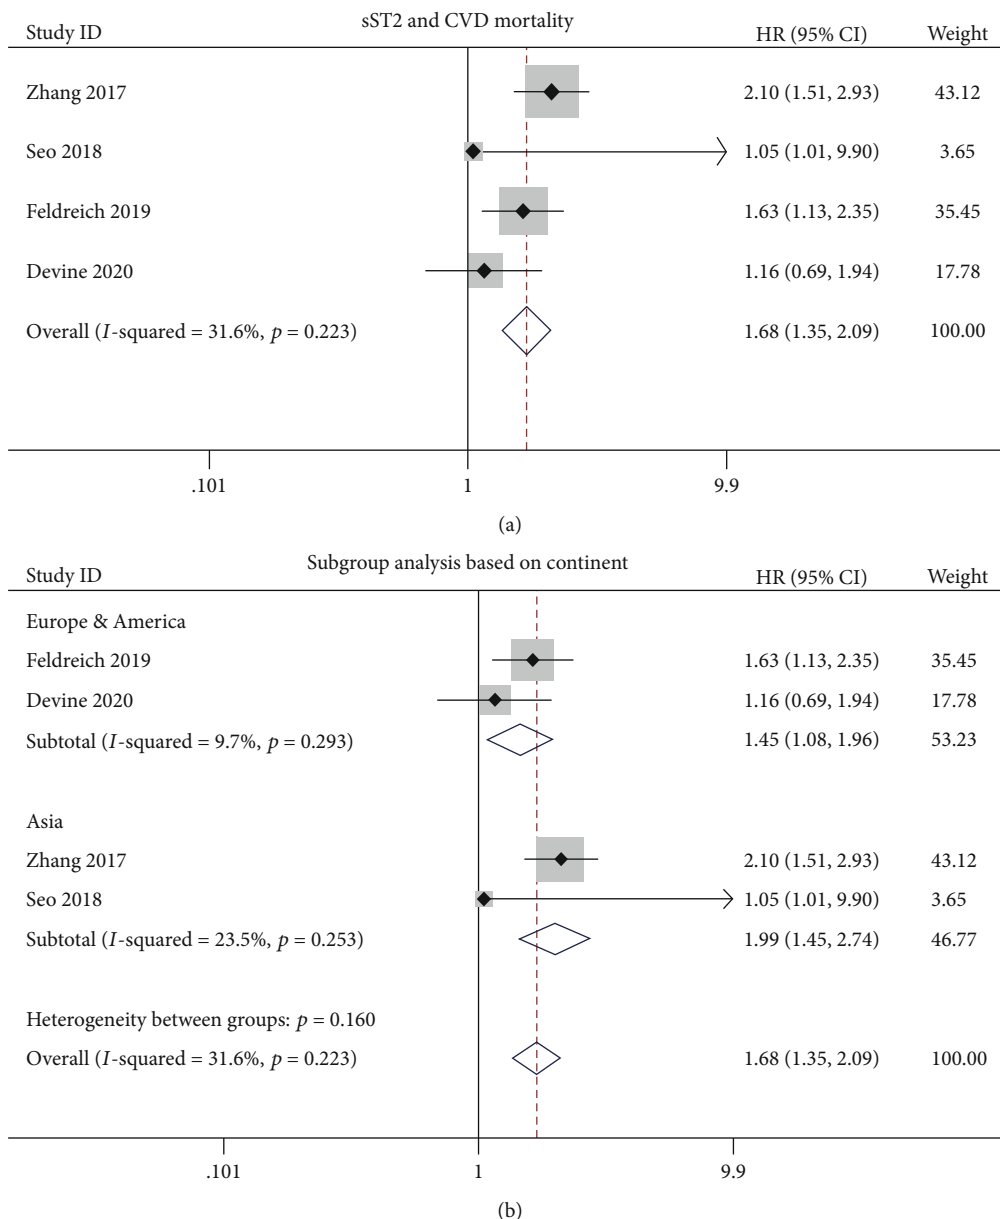 sST2 and CVD mortality
Study ID HR (95% CI) Weight
Zhang 2017 2.10 (1.51, 2.93) 43.12
Seo 2018 1.05 (1.01, 9.90) 3.65
Feldreich 2019 1.63 (1.13, 2.35) 35.45
Devine 2020 1.16 (0.69, 1.94) 17.78
Overall (I-squared = 31.6%, p = 0.223) 1.68 (1.35, 2.09) 100.00
.101 1 9.9
(a)
Subgroup analysis based on continent
Study ID HR (95% CI) Weight
Europe & America
Feldreich 2019 1.63 (1.13, 2.35) 35.45
Devine 2020 1.16 (0.69, 1.94) 17.78
Subtotal (I-squared = 9.7%, p = 0.293) 1.45 (1.08, 1.96) 53.23
Asia
Zhang 2017 2.10 (1.51, 2.93) 43.12
Seo 2018 1.05 (1.01, 9.90) 3.65
Subtotal (I-squared = 23.5%, p = 0.253) 1.99 (1.45, 2.74) 46.77
Heterogeneity between groups: p = 0.160
Overall (I-squared = 31.6%, p = 0.223) 1.68 (1.35, 2.09) 100.00
.101 1 9.9
(b)